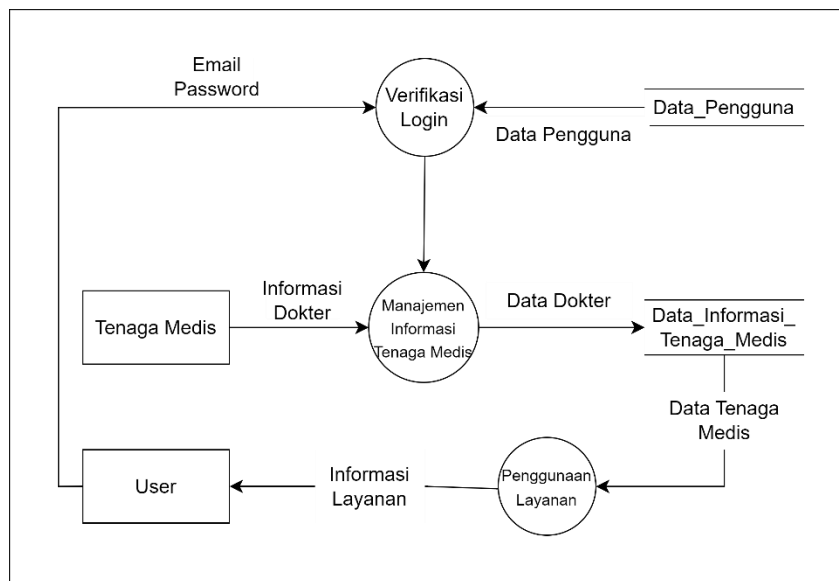 Email
Password
Verifikasi
Login
Data_Pengguna
Data Pengguna
Tenaga Medis
Informasi
Dokter
Manajemen
Informasi
Tenaga Medis
Data Dokter
Data_Informasi_
Tenaga_Medis
Data Tenaga
Medis
User
Informasi
Layanan
Penggunaan
Layanan